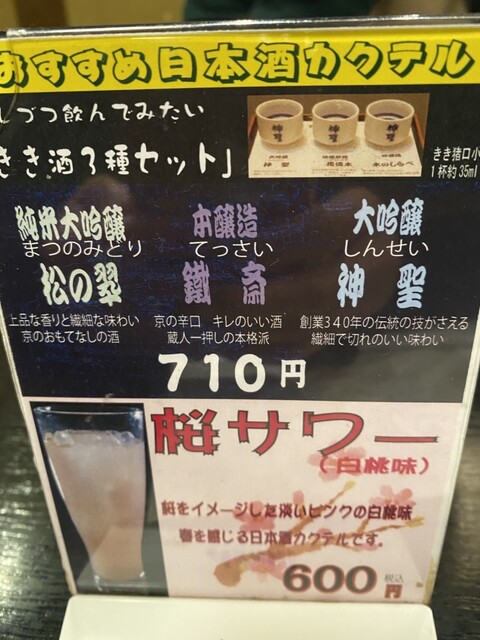 おすすめ日本酒カクテル
しづつ飲んでみたい
きき酒3種セット」
きき猪口小
1杯約35ml
神聖
純米大吟醸 本醸造 大吟醸
まつのみどり てっさい しんせい
松の翠 鐵斎 神聖
上品な香りと繊細な味わい 京の辛口 キレのいい酒 創業340年の伝統の技がさえる
京のおもてなしの酒 蔵人一押しの本格派 繊細で切れのいい味わい
710円
桜サワー
(白桃味)
桜をイメージした淡いピンクの白桃味
春を感じる日本酒カクテルです。
600円 税込